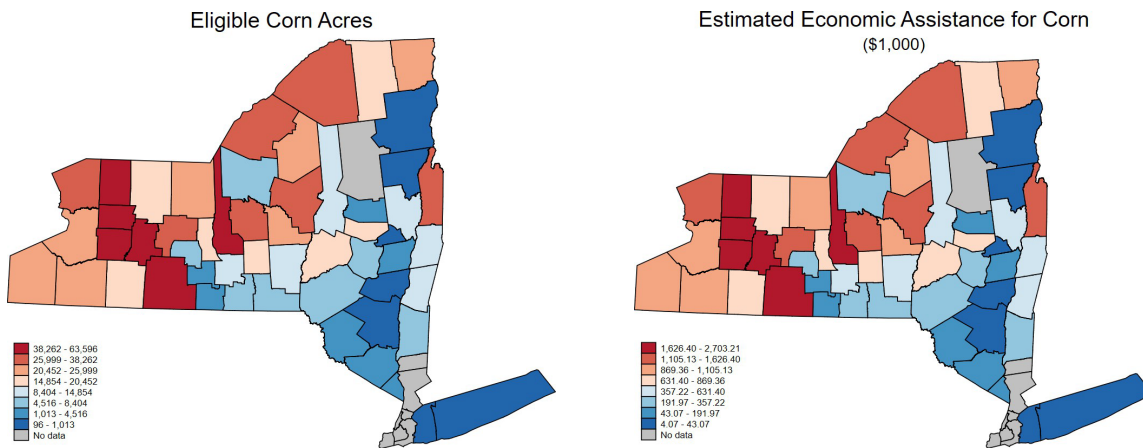 Eligible Corn Acres
38,262 - 63,596
25,999 - 38,262
20,452 - 25,999
14,854 - 20,452
8,404 - 14,854
4,516 - 8,404
1,013 - 4,516
96 - 1,013
No data
Estimated Economic Assistance for Corn
($1,000)
1,626.40 - 2,703.21
1,105.13 - 1,626.40
869.36 - 1,105.13
631.40 - 869.36
357.22 - 631.40
191.97 - 357.22
43.07 - 191.97
4.07 - 43.07
No data